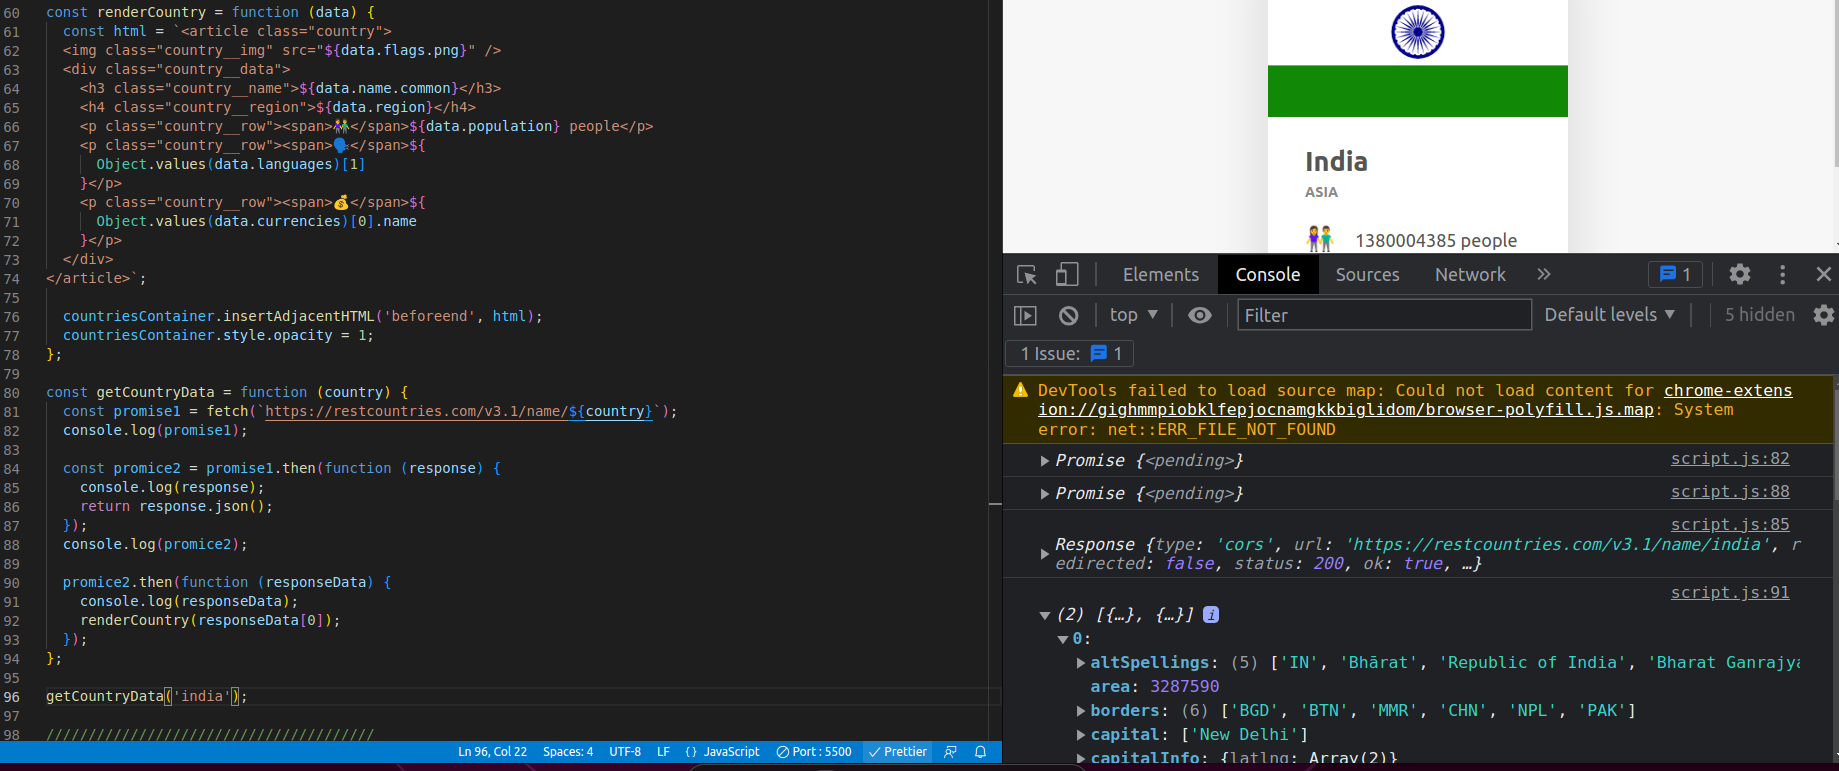 60 const renderCountry = function (data) {
61 const html = `<article class="country">
62 <img class="country__img" src="${data.flags.png}" />
63 <div class="country__data">
64 <h3 class="country__name">${data.name.common}</h3>
65 <h4 class="country__region">${data.region}</h4>
66 <p class="country__row"><span>👫</span>${data.population} people</p>
67 <p class="country__row"><span>🗣️</span>${
68 Object.values(data.languages)[1]
69 }</p>
70 <p class="country__row"><span>💰</span>${
71 Object.values(data.currencies)[0].name
72 }</p>
73 </div>
74 </article>`;
75
76 countriesContainer.insertAdjacentHTML('beforeend', html);
77 countriesContainer.style.opacity = 1;
78 };
79
80 const getCountryData = function (country) {
81 const promise1 = fetch(`https://restcountries.com/v3.1/name/${country}`);
82 console.log(promise1);
83
84 const promice2 = promise1.then(function (response) {
85 console.log(response);
86 return response.json();
87 });
88 console.log(promice2);
89
90 promice2.then(function (responseData) {
91 console.log(responseData);
92 renderCountry(responseData[0]);
93 });
94 };
95
96 getCountryData('india');
97
98 ///////////////////////////////////////
Ln 96, Col 22 Spaces: 4 UTF-8 LF {} JavaScript Port : 5500 Prettier
India
ASIA
1380004385 people
Elements Console Sources Network » 1
top Filter Default levels 5 hidden
1 Issue: 1
DevTools failed to load source map: Could not load content for chrome-extens
ion://gighmmpiobklfepjocnamgkkbiglidom/browser-polyfill.js.map: System
error: net::ERR_FILE_NOT_FOUND
Promise {<pending>} script.js:82
Promise {<pending>} script.js:88
script.js:85
Response {type: 'cors', url: 'https://restcountries.com/v3.1/name/india', r
edirected: false, status: 200, ok: true, …}
script.js:91
(2) [{…}, {…}] i
0:
altSpellings: (5) ['IN', 'Bhārat', 'Republic of India', 'Bharat Ganrajya
area: 3287590
borders: (6) ['BGD', 'BTN', 'MMR', 'CHN', 'NPL', 'PAK']
capital: ['New Delhi']
capitalInfo: {latlng: Array(2)}